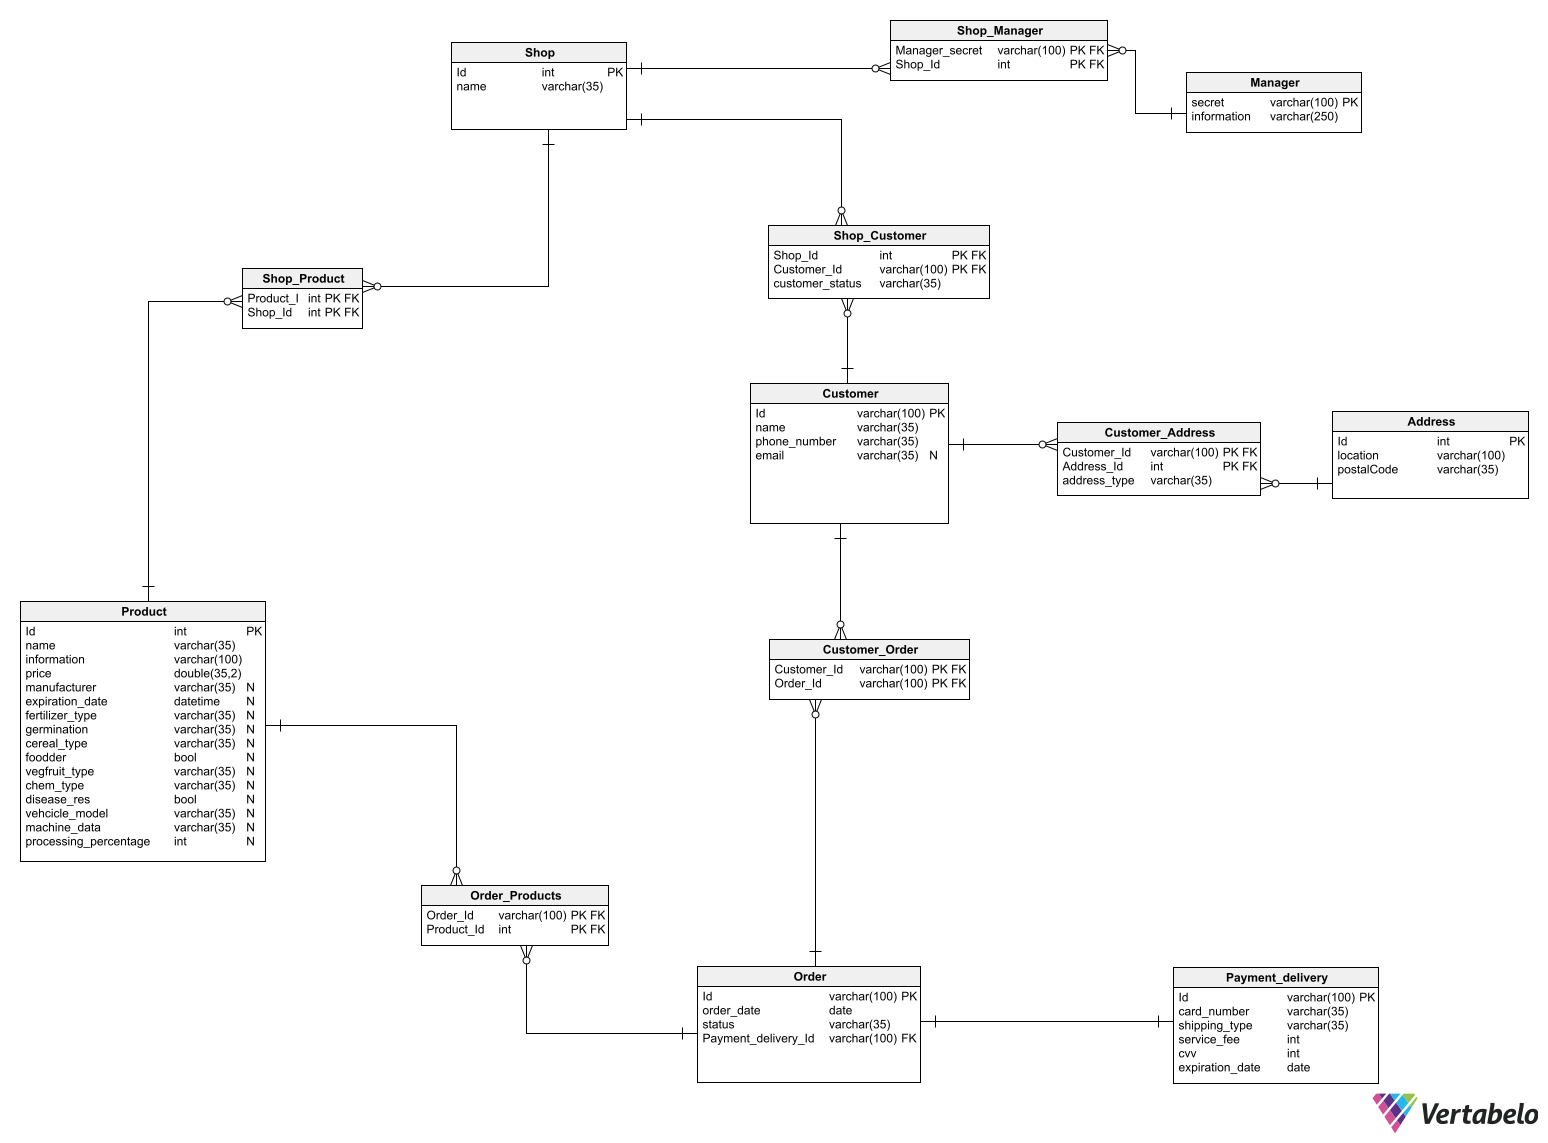 Shop
Id int PK
name varchar(35)
Shop_Manager
Manager_secret varchar(100) PK FK
Shop_Id int PK FK
Manager
secret varchar(100) PK
information varchar(250)
Shop_Customer
Shop_Id int PK FK
Customer_Id varchar(100) PK FK
customer_status varchar(35)
Shop_Product
Product_I int PK FK
Shop_Id int PK FK
Customer
Id varchar(100) PK
name varchar(35)
phone_number varchar(35)
email varchar(35) N
Customer_Address
Customer_Id varchar(100) PK FK
Address_Id int PK FK
address_type varchar(35)
Address
Id int PK
location varchar(100)
postalCode varchar(35)
Product
Id int PK
name varchar(35)
information varchar(100)
price double(35,2)
manufacturer varchar(35) N
expiration_date datetime N
fertilizer_type varchar(35) N
germination varchar(35) N
cereal_type varchar(35) N
foodder bool N
vegfruit_type varchar(35) N
chem_type varchar(35) N
disease_res bool N
vehcicle_model varchar(35) N
machine_data varchar(35) N
processing_percentage int N
Customer_Order
Customer_Id varchar(100) PK FK
Order_Id varchar(100) PK FK
Order_Products
Order_Id varchar(100) PK FK
Product_Id int PK FK
Order
Id varchar(100) PK
order_date date
status varchar(35)
Payment_delivery_Id varchar(100) FK
Payment_delivery
Id varchar(100) PK
card_number varchar(35)
shipping_type varchar(35)
service_fee int
cvv int
expiration_date date
Vertabelo